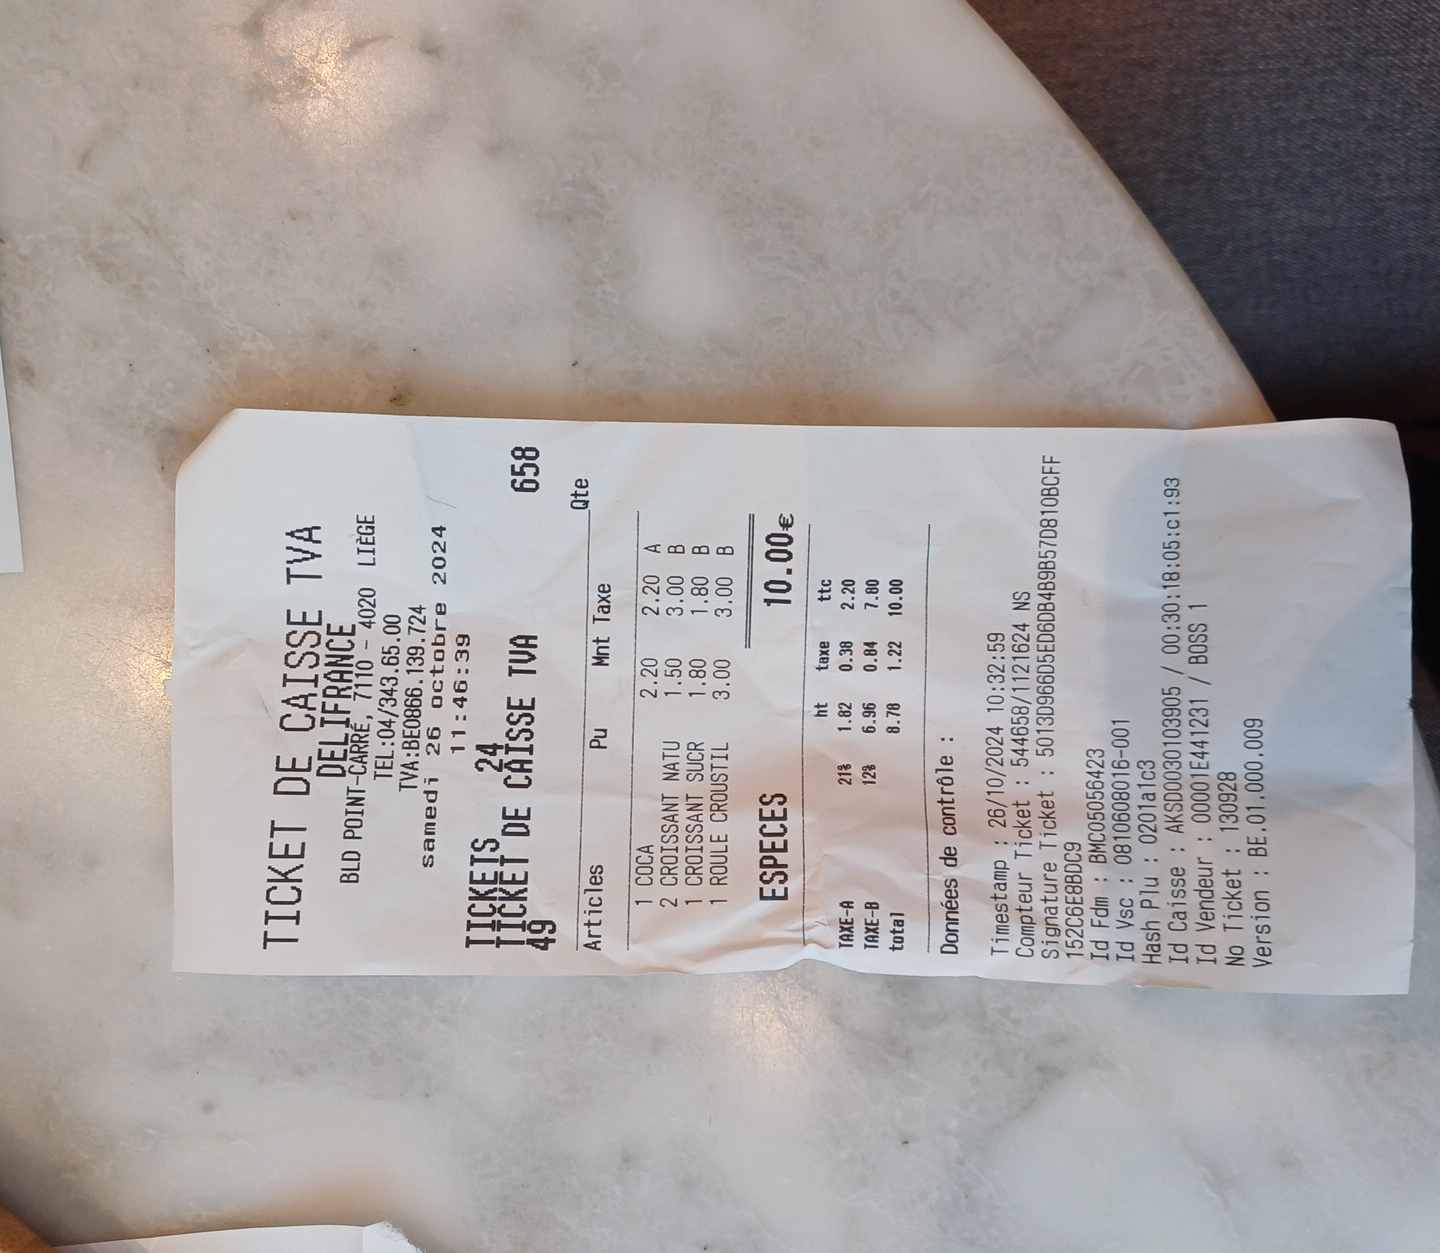 TICKET DE CAISSE TVA
DELIFRANCE
BLD POINT-CARRÉ, 7110 - 4020 LIÈGE
TEL:04/343.65.00
TVA:BE0866.139.724
samedi 26 octobre 2024
11:46:39
TICKETS 24
TICKET DE CAISSE TVA 658
49
Qte
Articles Pu Mnt Taxe
1 COCA 2.20 2.20 A
2 CROISSANT NATU 1.50 3.00 B
1 CROISSANT SUCR 1.80 1.80 B
1 ROULE CROUSTIL 3.00 3.00 B
ESPECES 10.00€
ht taxe ttc
TAXE-A 21% 1.82 0.38 2.20
TAXE-B 12% 6.96 0.84 7.80
total 8.78 1.22 10.00
Données de contrôle :
Timestamp : 26/10/2024 10:32:59
Compteur Ticket : 544658/1121624 NS
Signature Ticket : 5013D966D5ED6DB4B9B57D810BCFF
152C6E8BDC9
Id Fdm : BMC05056423
Id Vsc : 0810608016-001
Hash Plu : 0201a1c3
Id Caisse : AKSD003010390​5 / 00:30:18:05:c1:93
Id Vendeur : 00001E441231 / BOSS 1
No Ticket : 130928
Version : BE.01.000.009